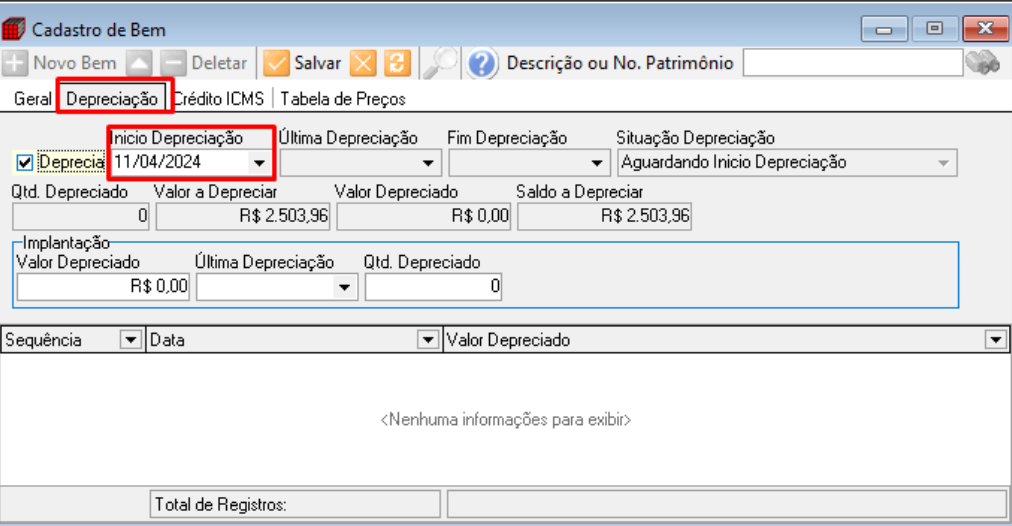 Cadastro de Bem
Novo Bem Deletar Salvar Descrição ou No. Patrimônio
Geral Depreciação Crédito ICMS Tabela de Preços
Inicio Depreciação Última Depreciação Fim Depreciação Situação Depreciação
Deprecia 11/04/2024 Aguardando Inicio Depreciação
Qtd. Depreciado Valor a Depreciar Valor Depreciado Saldo a Depreciar
0 R$ 2.503,96 R$ 0,00 R$ 2.503,96
Implantação
Valor Depreciado Última Depreciação Qtd. Depreciado
R$ 0,00 0
Sequência Data Valor Depreciado
<Nenhuma informações para exibir>
Total de Registros: